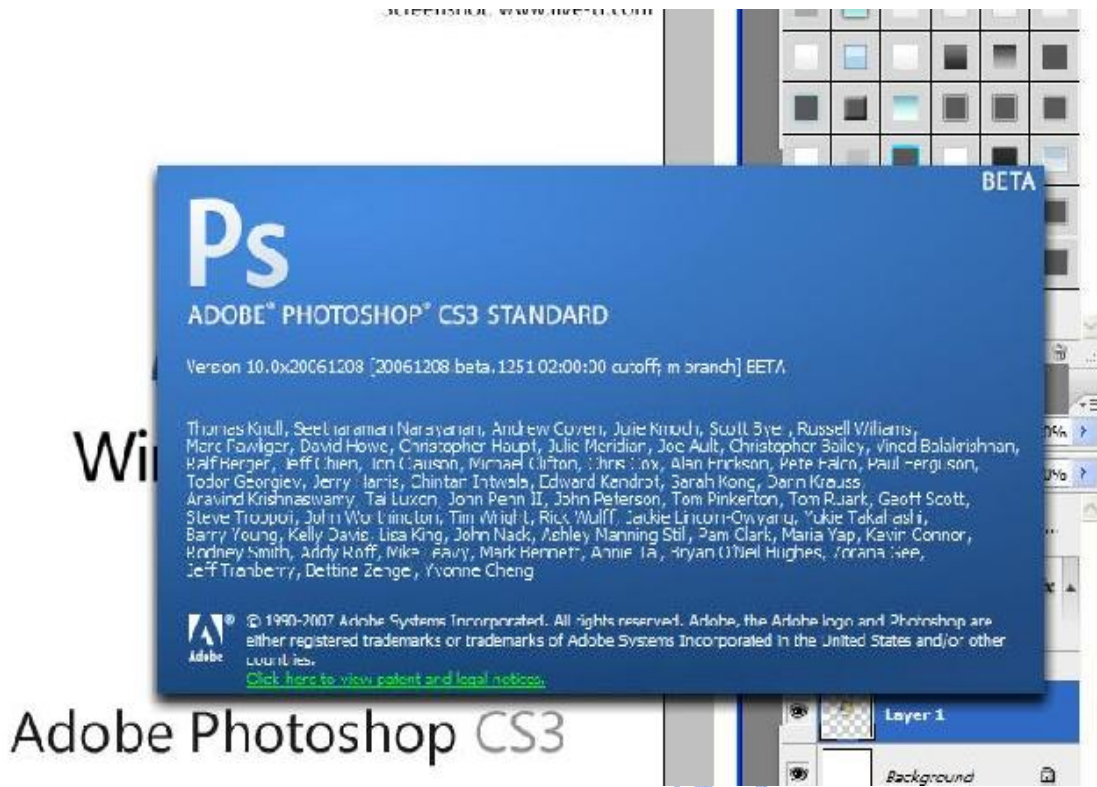 BETA
Ps
ADOBE® PHOTOSHOP® CS3 STANDARD
Version 10.0x20061208 [20061208.beta.1251 02:00:00 cutoff; m branch] BETA
Thomas Knoll, Seetharaman Narayanan, Andrew Coven, Julie Kmoch, Scott Byer, Russell Williams,
Marc Pawliger, David Howe, Christopher Haupt, Julie Meridian, Joe Ault, Christopher Bailey, Vinod Balakrishnan,
Ralf Berger, Jeff Chien, Jon Clauson, Michael Clifton, Chris Cox, Alan Erickson, Pete Falco, Paul Ferguson,
Todor Georgiev, Jerry Harris, Chintan Intwala, Edward Kandrot, Sarah Kong, Darin Krauss,
Aravind Krishnaswamy, Tai Luxon, John Penn II, John Peterson, Tom Pinkerton, Tom Ruark, Geoff Scott,
Steve Troppoli, John Worthington, Tim Wright, Rick Wulff, Jackie Lincoln-Owyang, Yukie Takahashi,
Barry Young, Kelly Davis, Lisa King, John Nack, Ashley Manning Still, Pam Clark, Maria Yap, Kevin Connor,
Rodney Smith, Addy Roff, Mike Leavy, Mark Bennett, Annie Tai, Bryan O'Neil Hughes, Zorana Gee,
Jeff Tranberry, Bettina Zengel, Yvonne Cheng
Adobe
© 1990-2007 Adobe Systems Incorporated. All rights reserved. Adobe, the Adobe logo and Photoshop are
either registered trademarks or trademarks of Adobe Systems Incorporated in the United States and/or other
countries.
Click here to view patent and legal notices.
Wi
Adobe Photoshop CS3
Layer 1
Background